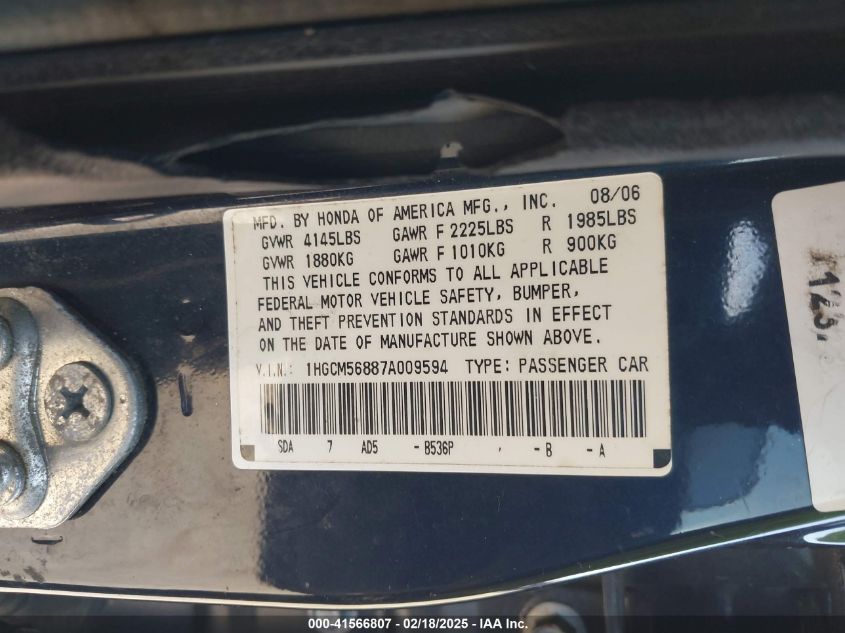 MFD. BY HONDA OF AMERICA MFG., INC. 08/06
GVWR 4145LBS GAWR F 2225LBS R 1985LBS
GVWR 1880KG GAWR F 1010KG R 900KG
THIS VEHICLE CONFORMS TO ALL APPLICABLE
FEDERAL MOTOR VEHICLE SAFETY, BUMPER,
AND THEFT PREVENTION STANDARDS IN EFFECT
ON THE DATE OF MANUFACTURE SHOWN ABOVE.
V.I.N.: 1HGCM56887A009594 TYPE: PASSENGER CAR
SDA 7 AD5 - B536P , - B - A
000-41566807 - 02/18/2025 - IAA Inc.